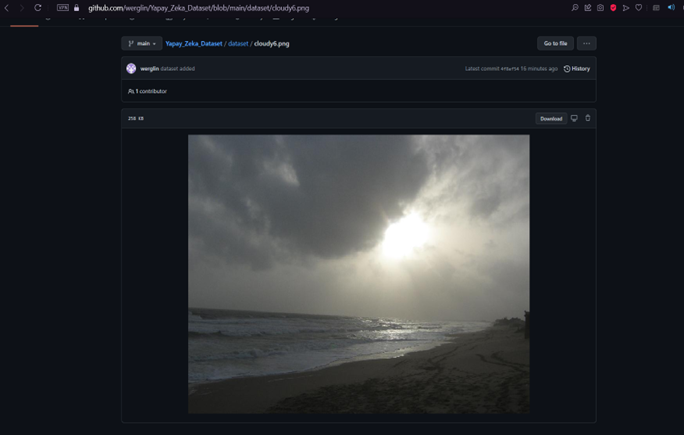 VPN github.com/werglin/Yapay_Zeka_Dataset/blob/main/dataset/cloudy6.png
main Yapay_Zeka_Dataset / dataset / cloudy6.png Go to file ...
werglin dataset added Latest commit 16 minutes ago History
1 contributor
258 KB Download